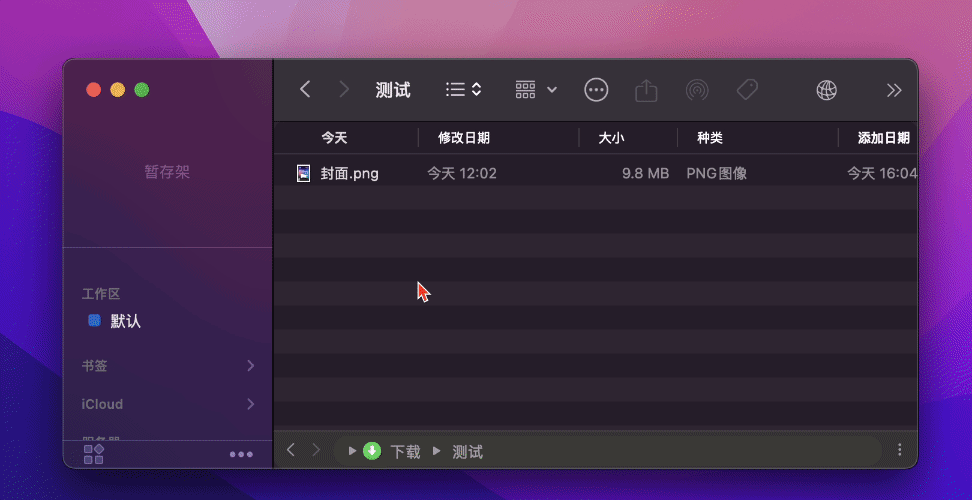 测试
今天 修改日期 大小 种类 添加日期
封面.png 今天 12:02 9.8 MB PNG图像 今天 16:04
暂存架
工作区
默认
书签
iCloud
下载 测试